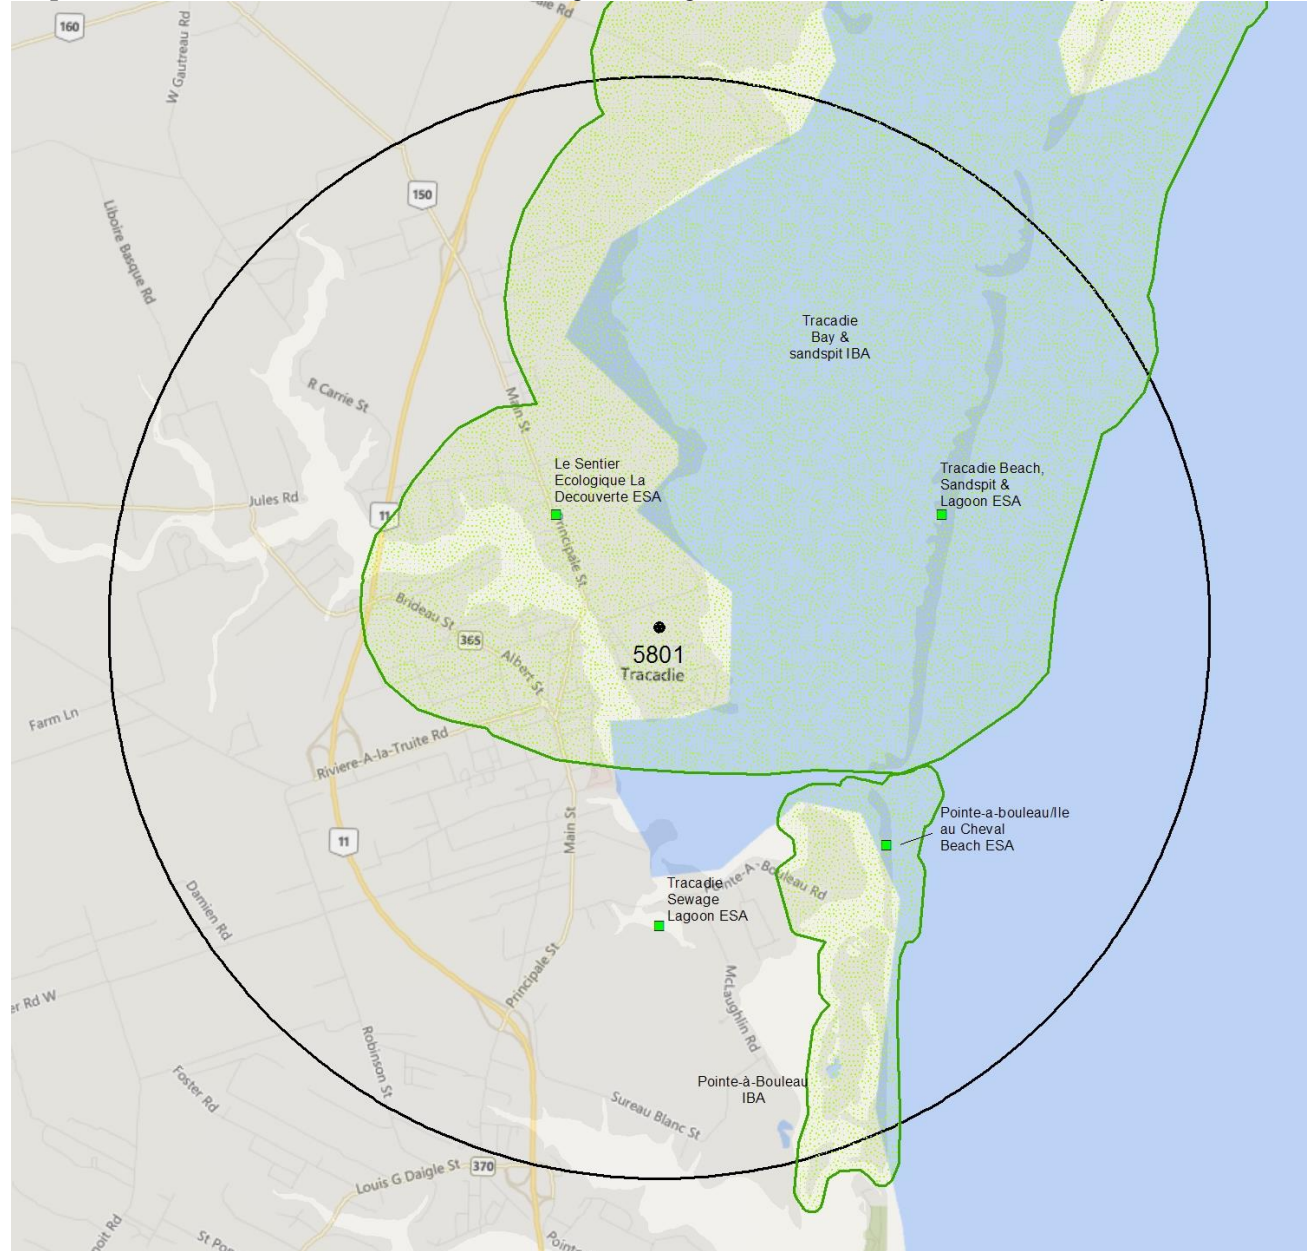 160
W Gautreau Rd
ale Rd
150
Liboire Basque Rd
Tracadie
Bay &
sandspit IBA
R Carrie St
Main St
Le Sentier
Ecologique La
Decouverte ESA
Tracadie Beach,
Sandspit &
Lagoon ESA
Jules Rd
11
Principale St
Brideau St
365
Albert St
5801
Tracadie
Farm Ln
Riviere-A-la-Truite Rd
Main St
Pointe-a-bouleau/Ile
au Cheval
Beach ESA
11
Pointe-A-Bouleau Rd
Tracadie
Sewage
Lagoon ESA
Damien Rd
Principale St
McLaughlin Rd
er Rd W
Robinson St
Foster Rd
Pointe-à-Bouleau
IBA
Sureau Blanc St
Louis G Daigle St
370
oit Rd
St Po
Pointe